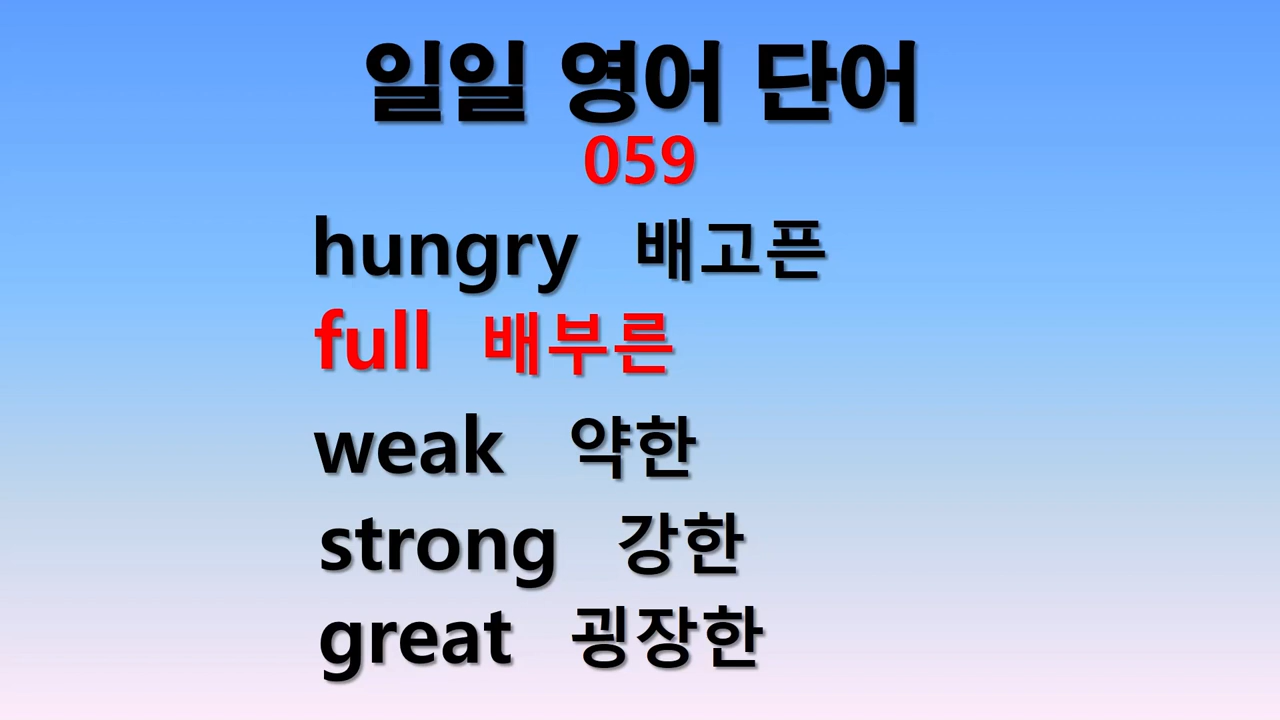 일일 영어 단어
059
hungry 배고픈
full 배부른
weak 약한
strong 강한
great 굉장한